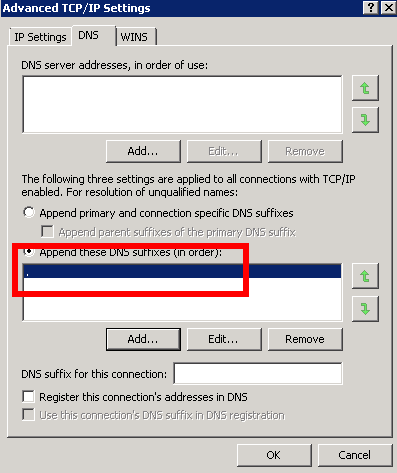 Advanced TCP/IP Settings
IP Settings
DNS
WINS
DNS server addresses, in order of use:
Add...
Edit...
Remove
The following three settings are applied to all connections with TCP/IP
enabled. For resolution of unqualified names:
Append primary and connection specific DNS suffixes
Append parent suffixes of the primary DNS suffix
Append these DNS suffixes (in order):
.
Add...
Edit...
Remove
DNS suffix for this connection:
Register this connection's addresses in DNS
Use this connection's DNS suffix in DNS registration
OK
Cancel